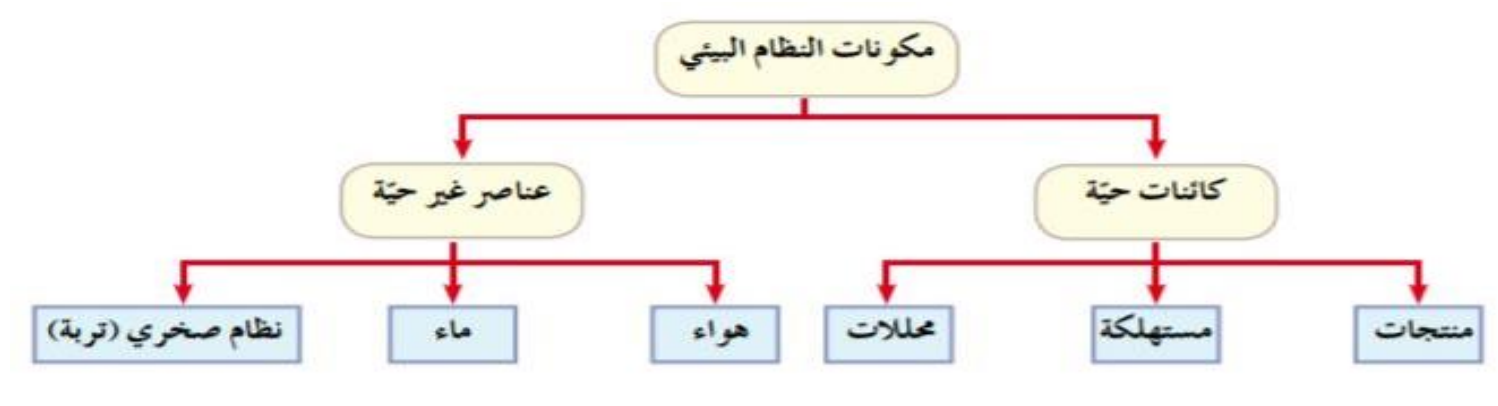 مكونات النظام البيئي
كائنات حيّة
عناصر غير حيّة
منتجات
مستهلكة
محللات
هواء
ماء
نظام صخري (تربة)